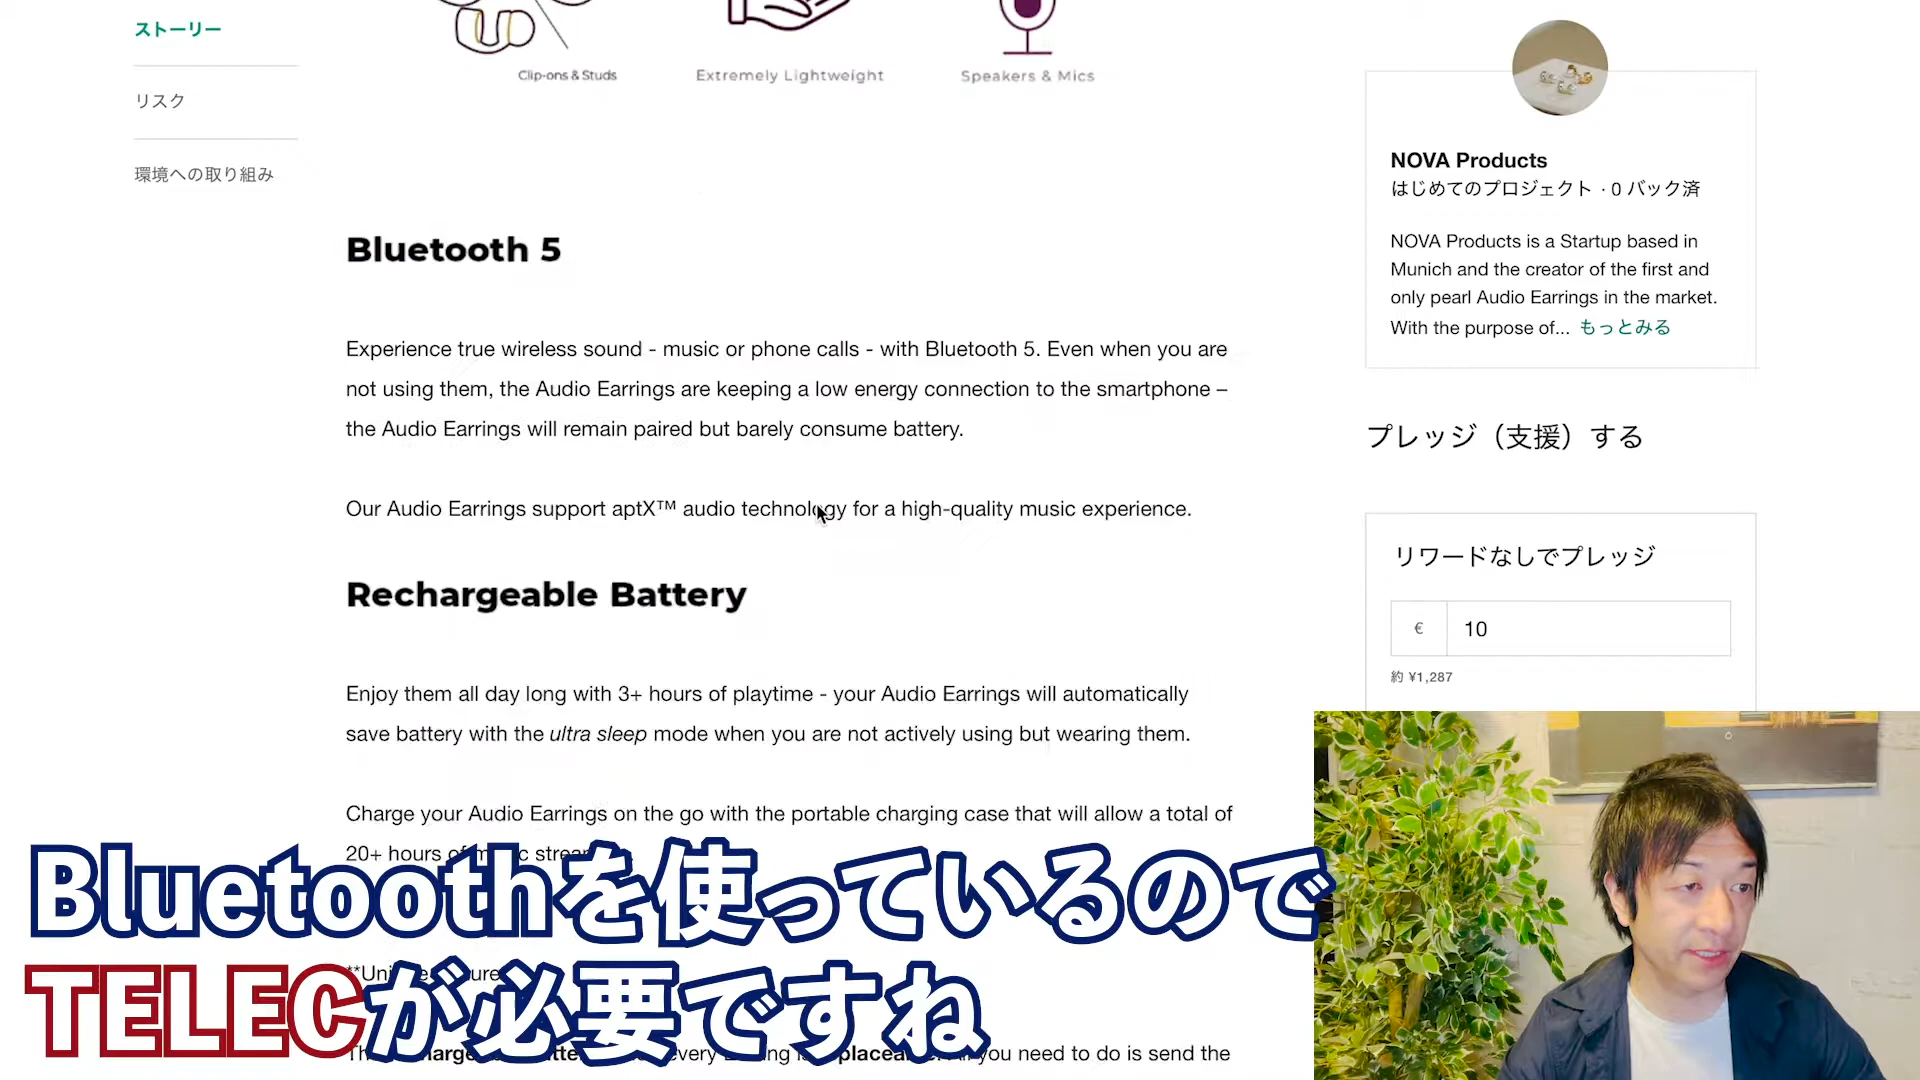 ストーリー
リスク
環境への取り組み
Clip-ons & Studs
Extremely Lightweight
Speakers & Mics
Bluetooth 5
Experience true wireless sound - music or phone calls - with Bluetooth 5. Even when you are
not using them, the Audio Earrings are keeping a low energy connection to the smartphone –
the Audio Earrings will remain paired but barely consume battery.
Our Audio Earrings support aptX™ audio technology for a high-quality music experience.
Rechargeable Battery
Enjoy them all day long with 3+ hours of playtime - your Audio Earrings will automatically
save battery with the ultra sleep mode when you are not actively using but wearing them.
Charge your Audio Earrings on the go with the portable charging case that will allow a total of
20+ hours of
every
you need to do is send the
NOVA Products
はじめてのプロジェクト · 0 バック済
NOVA Products is a Startup based in
Munich and the creator of the first and
only pearl Audio Earrings in the market.
With the purpose of... もっとみる
プレッジ（支援）する
リワードなしでプレッジ
€ 10
約 ¥1,287
Bluetoothを使っているので
TELECが必要ですね